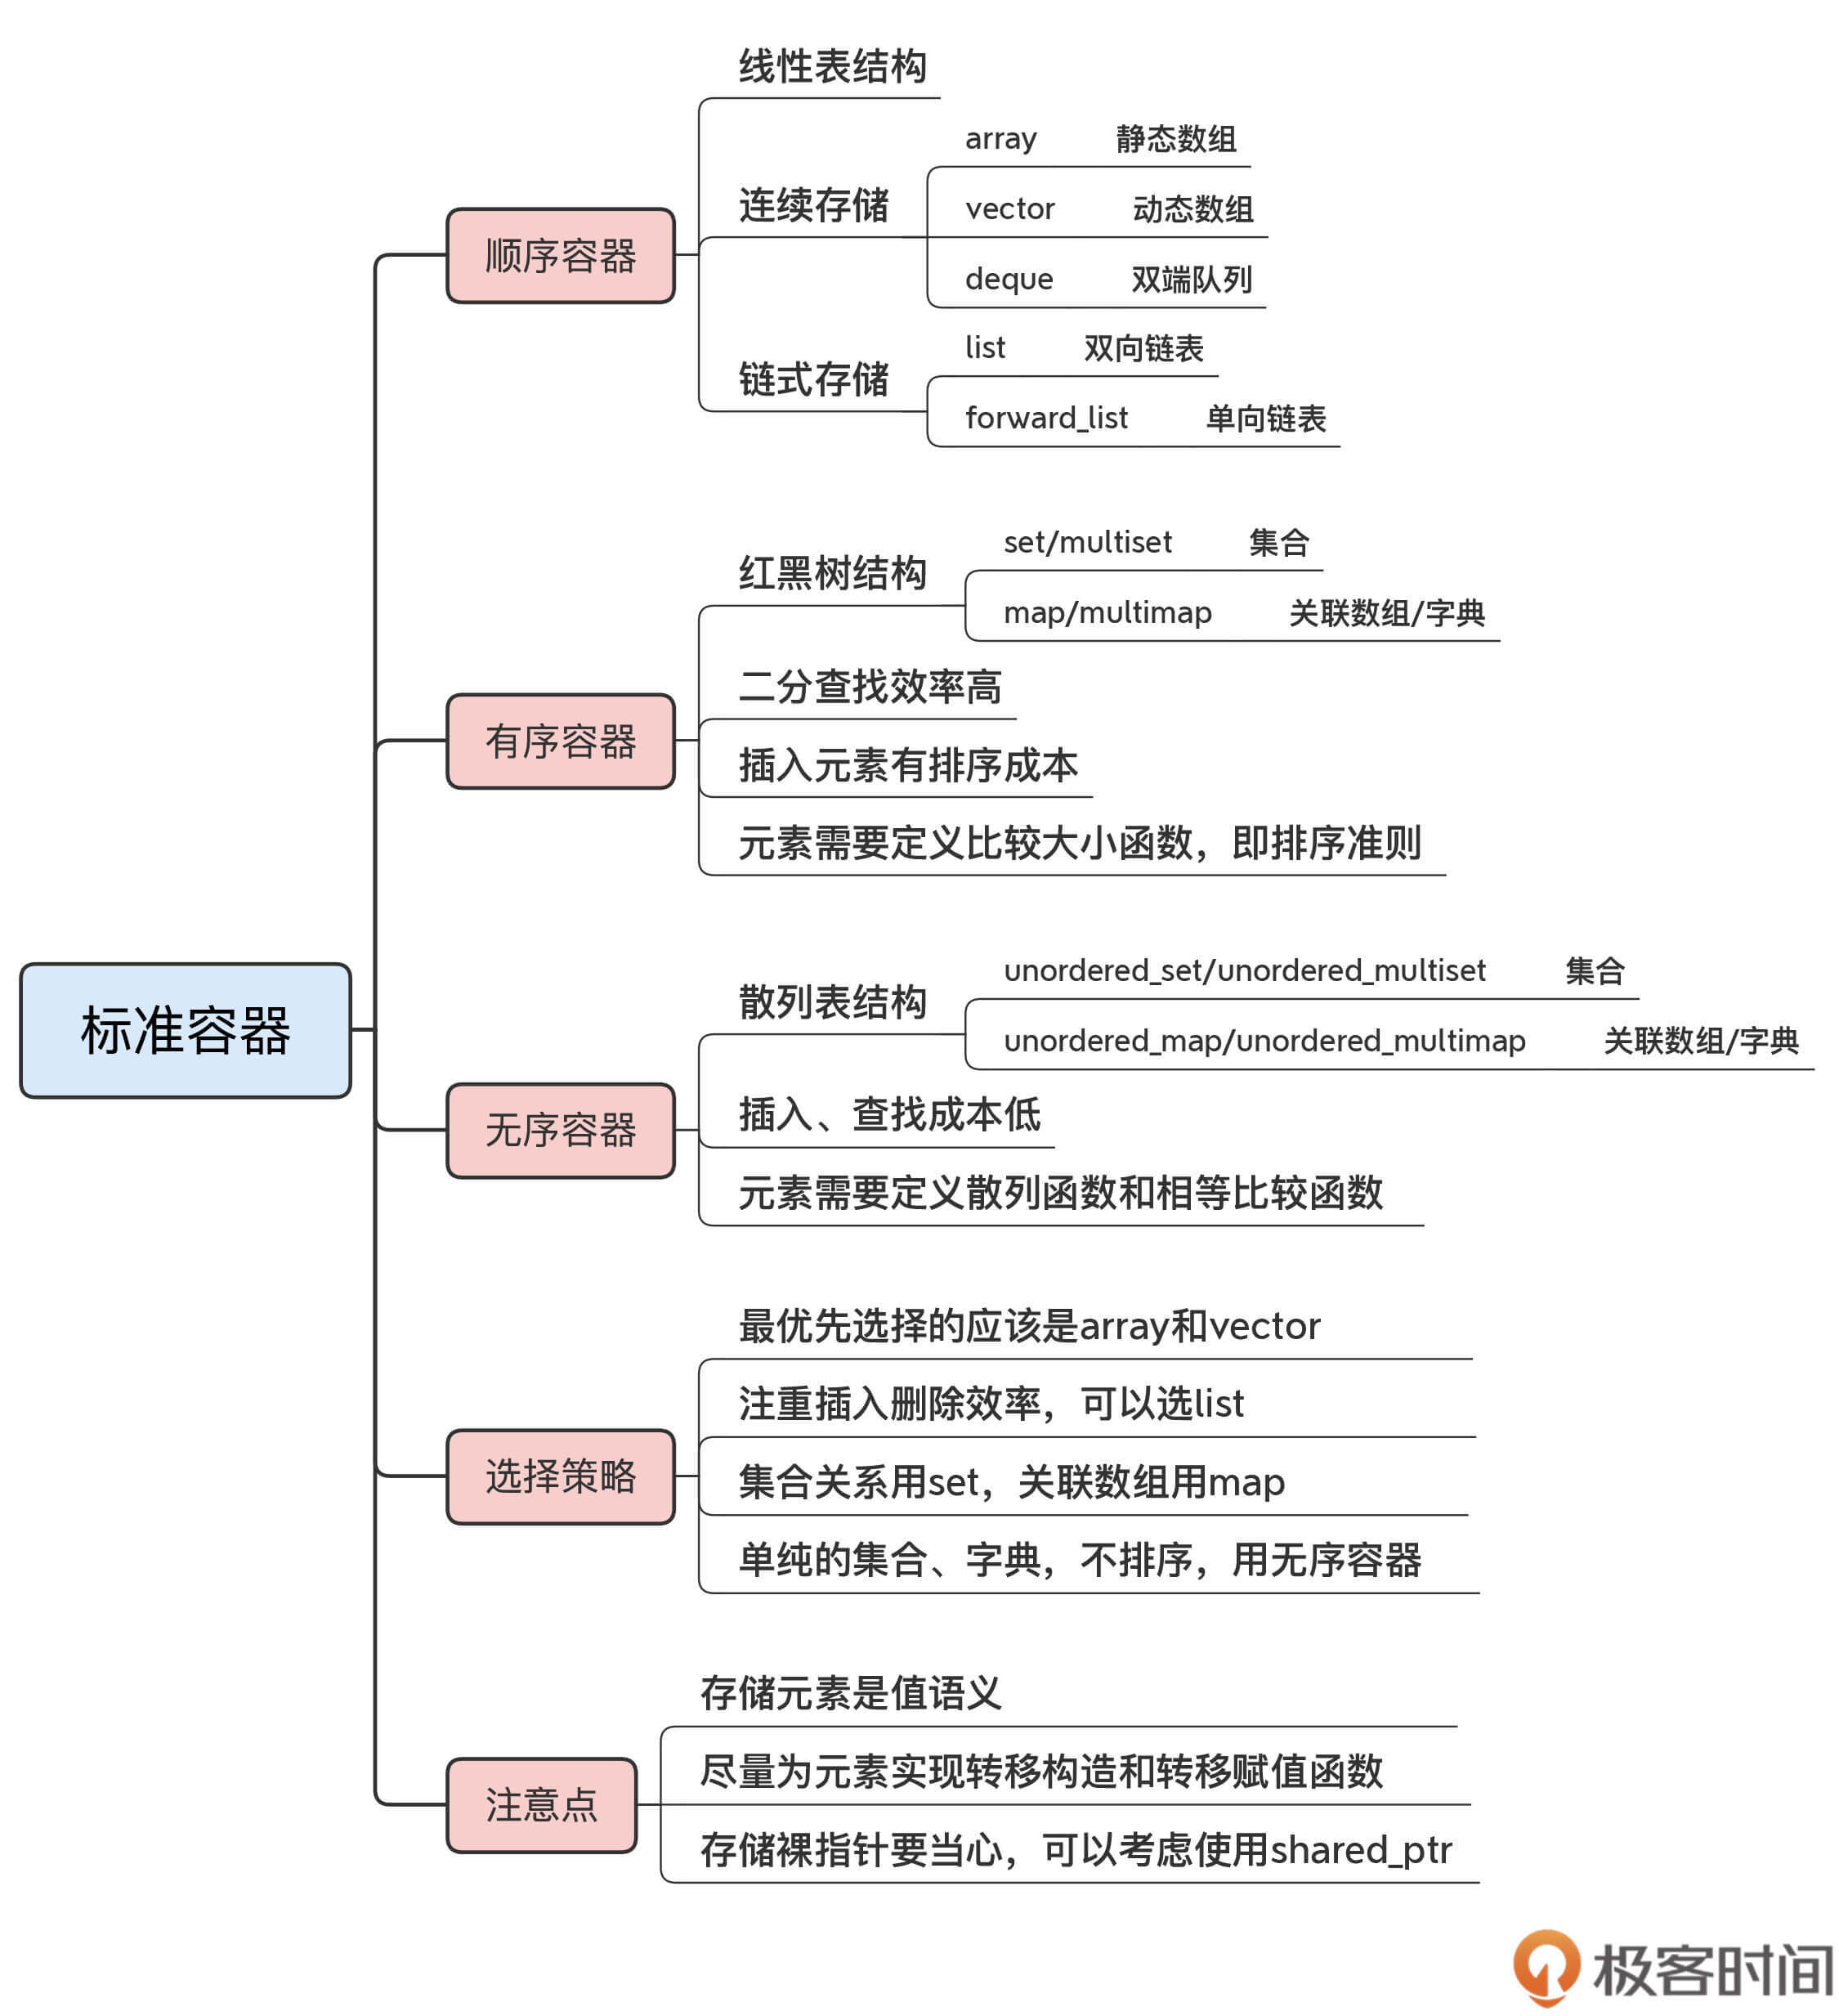 标准容器
顺序容器
线性表结构
连续存储
array 静态数组
vector 动态数组
deque 双端队列
链式存储
list 双向链表
forward_list 单向链表
有序容器
红黑树结构
set/multiset 集合
map/multimap 关联数组/字典
二分查找效率高
插入元素有排序成本
元素需要定义比较大小函数，即排序准则
无序容器
散列表结构
unordered_set/unordered_multiset 集合
unordered_map/unordered_multimap 关联数组/字典
插入、查找成本低
元素需要定义散列函数和相等比较函数
选择策略
最优先选择的应该是array和vector
注重插入删除效率，可以选list
集合关系用set，关联数组用map
单纯的集合、字典，不排序，用无序容器
注意点
存储元素是值语义
尽量为元素实现转移构造和转移赋值函数
存储裸指针要当心，可以考虑使用shared_ptr
极客时间